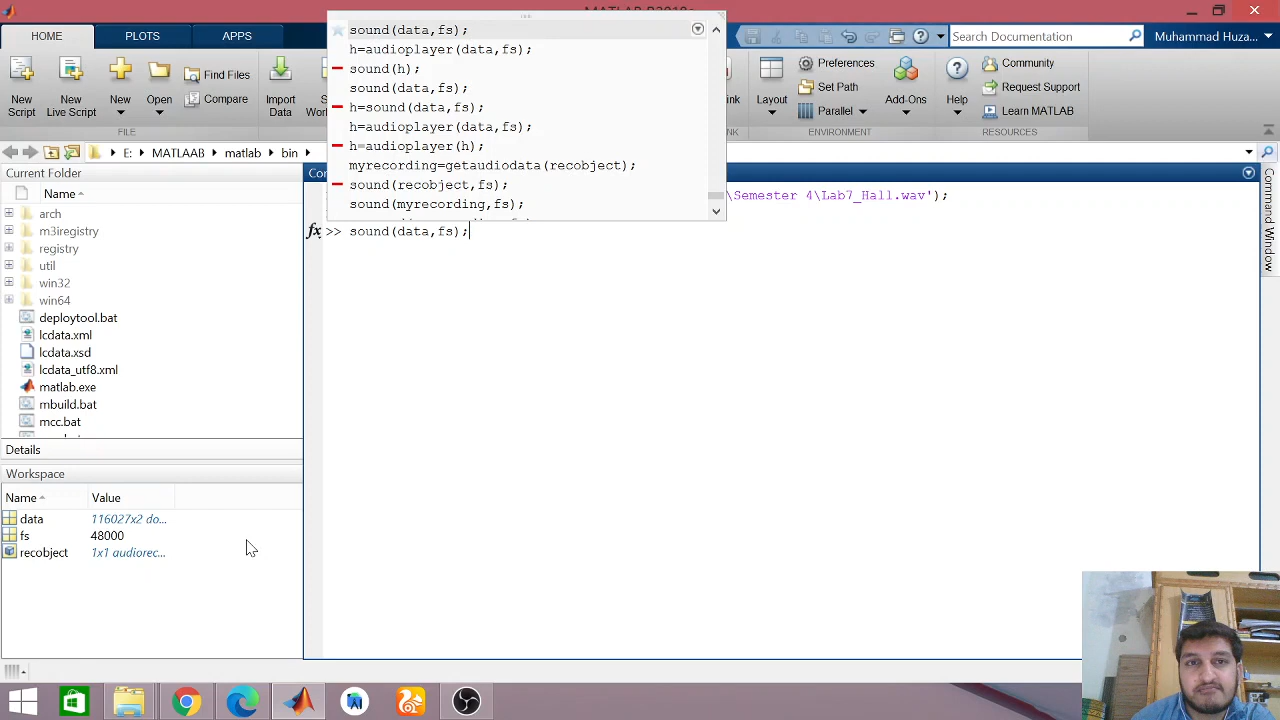 sound(data,fs);
h=audioplayer(data,fs);
sound(h);
sound(data,fs);
h=sound(data,fs);
h=audioplayer(data,fs);
h=audioplayer(h);
myrecording=getaudiodata(recobject);
sound(recobject,fs);
sound(myrecording,fs);
HOME
PLOTS
APPS
Search Documentation
Muhammad Huza...
New
Script
New
Live Script
New
Open
Find Files
Compare
Import
Data
FILE
Layout
Preferences
Set Path
Add-Ons
ENVIRONMENT
Help
Community
Request Support
Learn MATLAB
RESOURCES
E:
MATLAAB
matlab
bin
Current Folder
Name
arch
m3iregistry
registry
util
win32
win64
deploytool.bat
lcdata.xml
lcdata.xsd
lcdata_utf8.xml
matlab.exe
mbuild.bat
mcc.bat
Details
Workspace
Name
Value
data
116027x2 do...
fs
48000
recobject
1x1 audiorec...
\Semester 4\Lab7_Hall.wav');
fx >> sound(data,fs);
Command Window